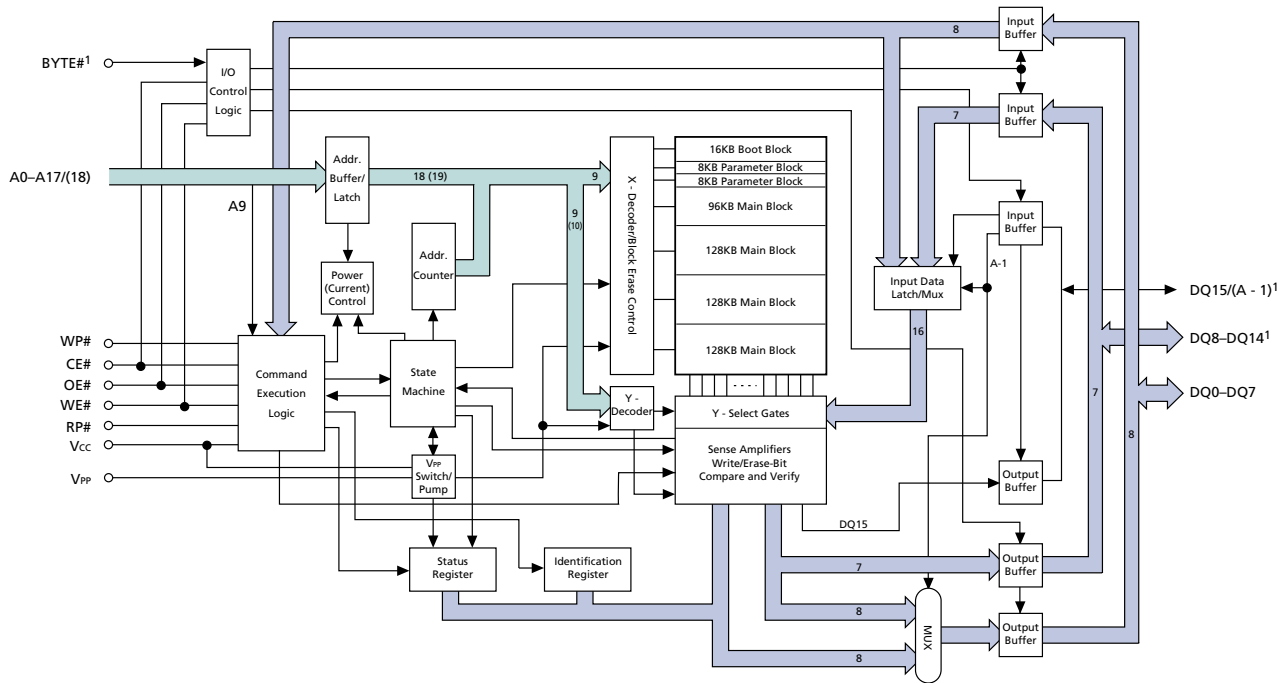 BYTE#1
I/O
Control
Logic
8
Input
Buffer
7
Input
Buffer
A0–A17/(18)
Addr.
Buffer/
Latch
18 (19)
9
9
(10)
A9
X - Decoder/Block Erase Control
16KB Boot Block
8KB Parameter Block
8KB Parameter Block
96KB Main Block
128KB Main Block
128KB Main Block
128KB Main Block
Input
Buffer
A-1
Addr.
Counter
Power
(Current)
Control
Input Data
Latch/Mux
16
DQ15/(A - 1)1
DQ8–DQ141
DQ0–DQ7
7
8
WP#
CE#
OE#
WE#
RP#
VCC
VPP
Command
Execution
Logic
State
Machine
VPP
Switch/
Pump
Y -
Decoder
Y - Select Gates
Sense Amplifiers
Write/Erase-Bit
Compare and Verify
Output
Buffer
DQ15
Status
Register
Identification
Register
7
Output
Buffer
8
8
MUX
Output
Buffer